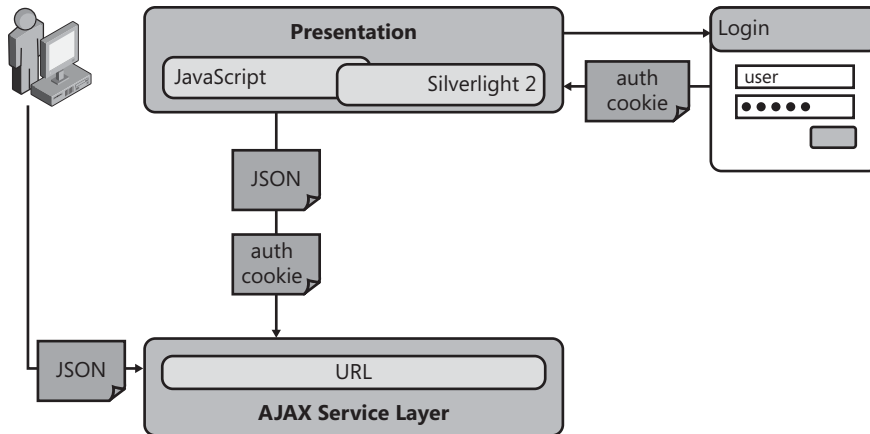 Presentation
JavaScript
Silverlight 2
Login
user
auth
cookie
JSON
auth
cookie
JSON
URL
AJAX Service Layer